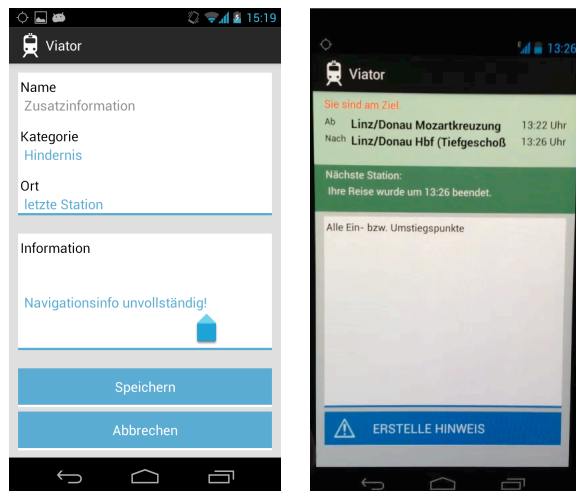 15:19
Viator
Name
Zusatzinformation
Kategorie
Hindernis
Ort
letzte Station
Information
Navigationsinfo unvollständig!
Speichern
Abbrechen
13:26
Viator
Sie sind am Ziel
Ab Linz/Donau Mozartkreuzung 13:22 Uhr
Nach Linz/Donau Hbf (Tiefgeschoß 13:26 Uhr
Nächste Station:
Ihre Reise wurde um 13:26 beendet.
Alle Ein- bzw. Umstiegspunkte
ERSTELLE HINWEIS